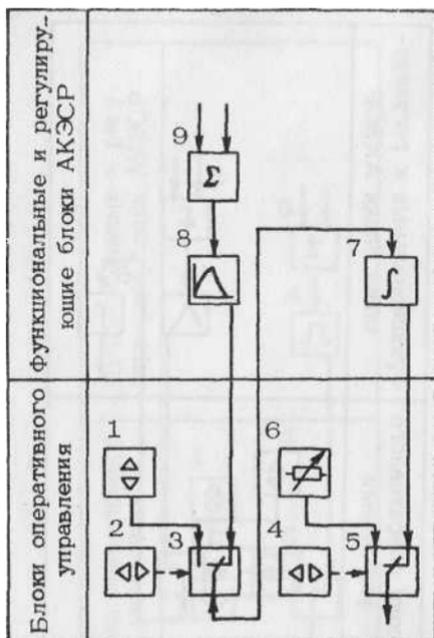 Функциональные и регулиру-
ющие блоки АКЭСР
9
Σ
8
7
∫
Блоки оперативного
управления
1
6
2
3
4
5